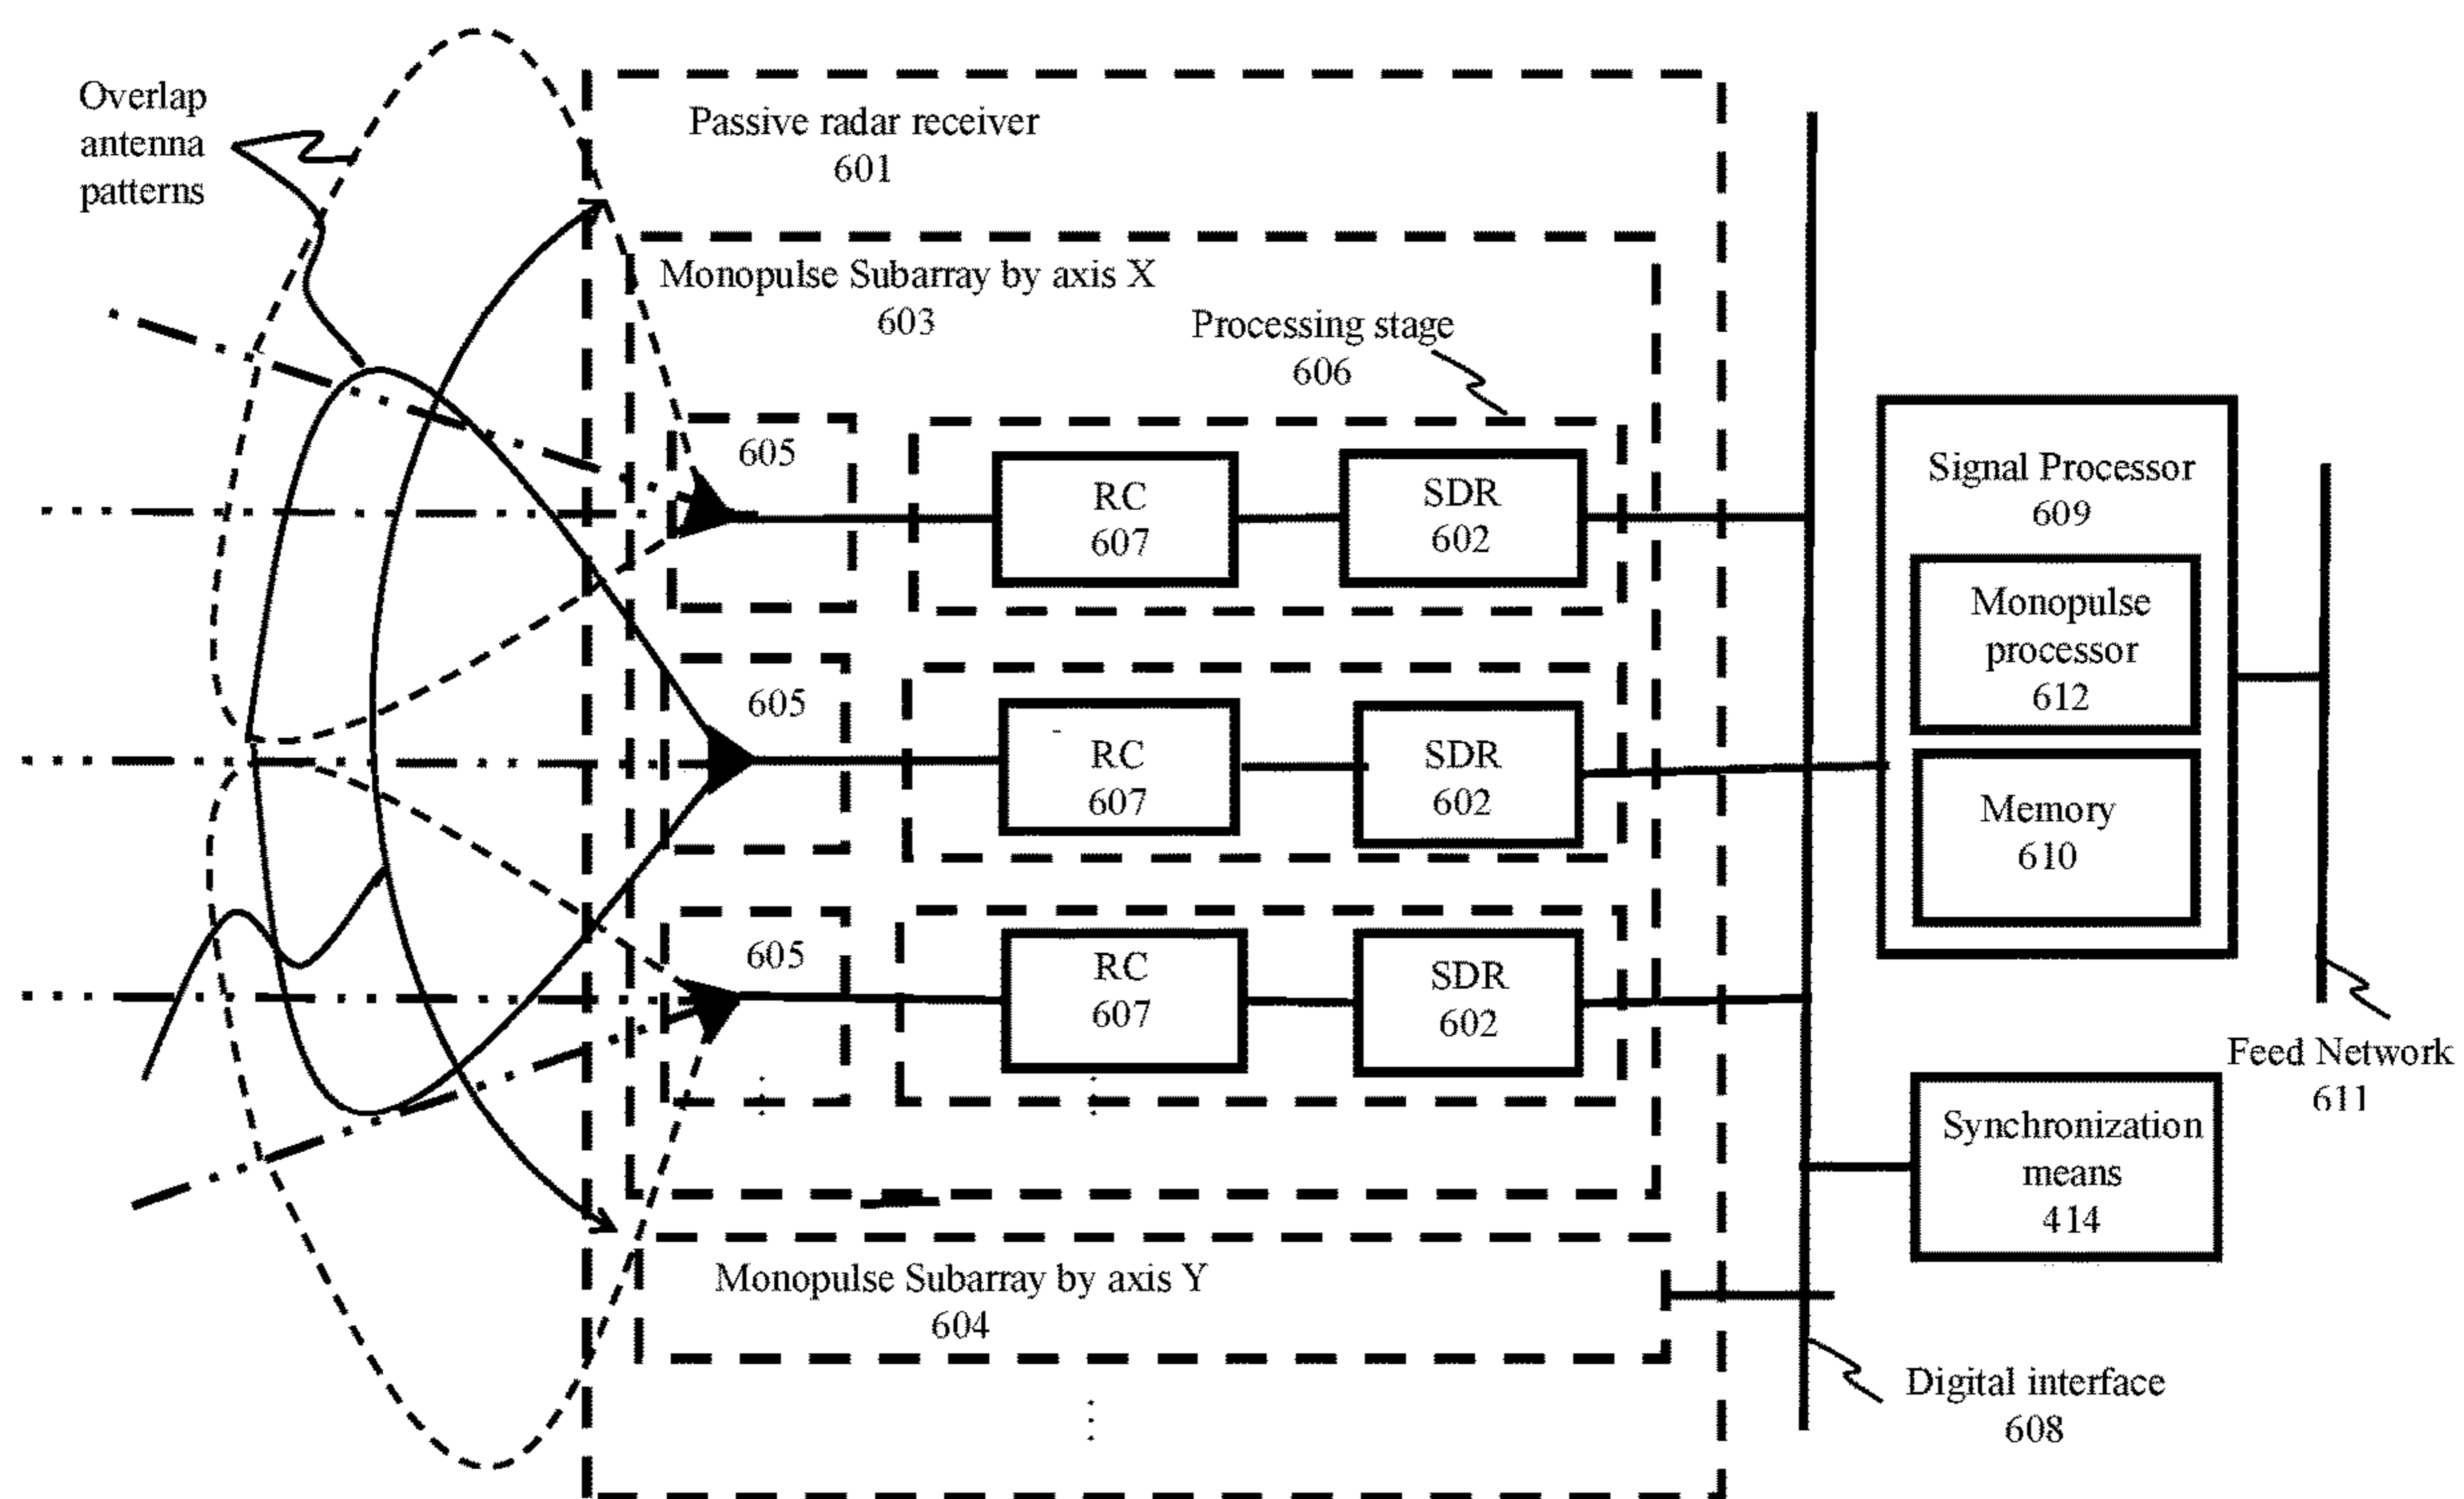 Overlap
antenna
patterns
Passive radar receiver
601
Monopulse Subarray by axis X
603
Processing stage
606
605
RC
607
SDR
602
605
RC
607
SDR
602
605
RC
607
SDR
602
Monopulse Subarray by axis Y
604
Signal Processor
609
Monopulse
processor
612
Memory
610
Feed Network
611
Synchronization
means
414
Digital interface
608